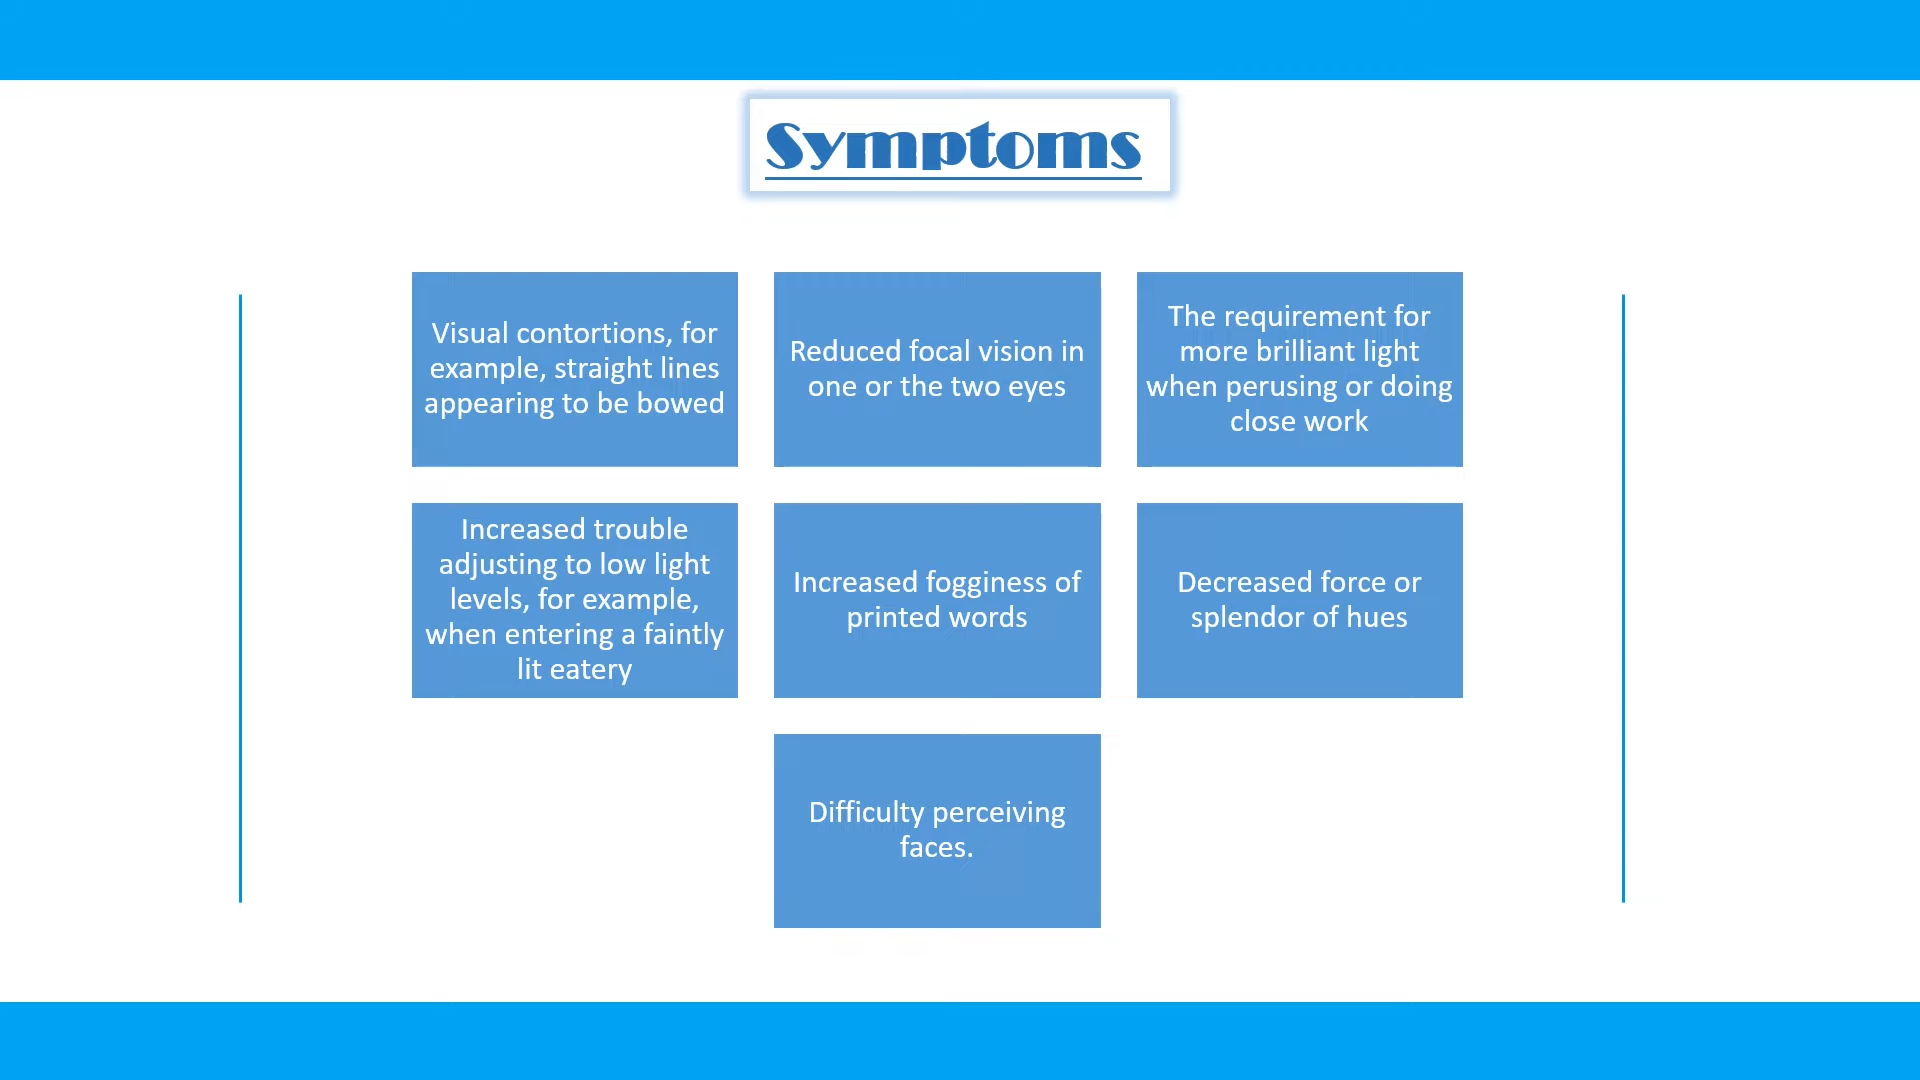 Symptoms
Visual contortions, for
example, straight lines
appearing to be bowed
Reduced focal vision in
one or the two eyes
The requirement for
more brilliant light
when perusing or doing
close work
Increased trouble
adjusting to low light
levels, for example,
when entering a faintly
lit eatery
Increased fogginess of
printed words
Decreased force or
splendor of hues
Difficulty perceiving
faces.